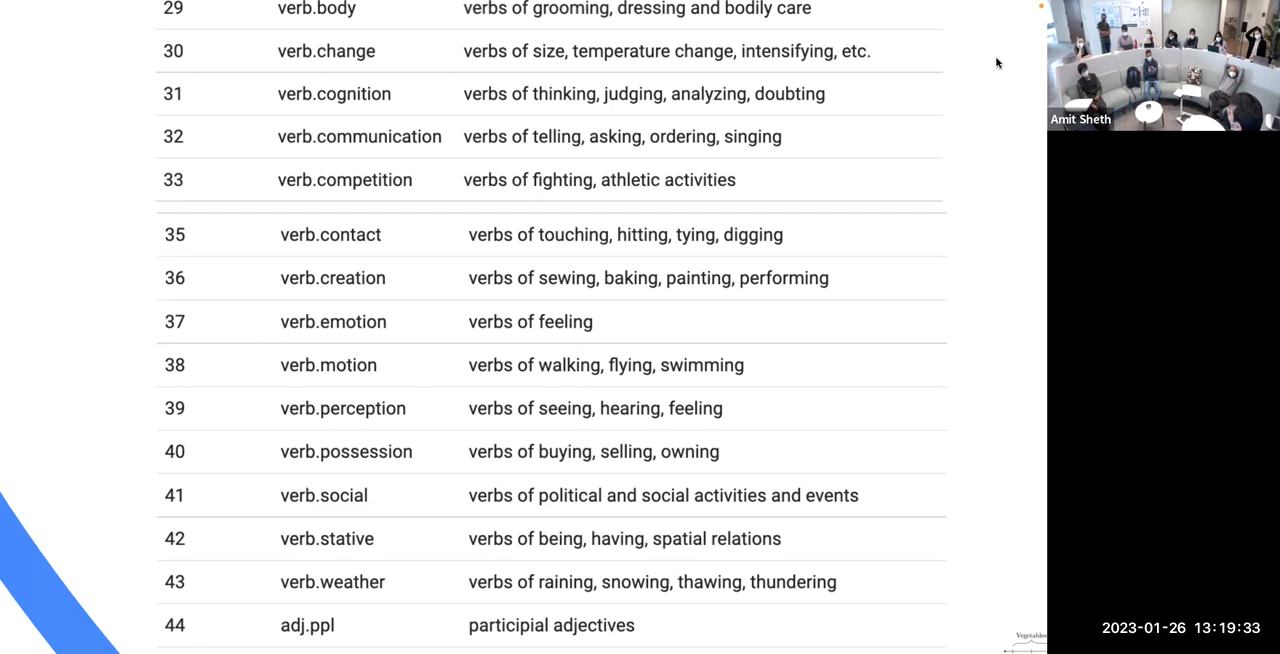 29 verb.body verbs of grooming, dressing and bodily care
30 verb.change verbs of size, temperature change, intensifying, etc.
31 verb.cognition verbs of thinking, judging, analyzing, doubting
32 verb.communication verbs of telling, asking, ordering, singing
33 verb.competition verbs of fighting, athletic activities
35 verb.contact verbs of touching, hitting, tying, digging
36 verb.creation verbs of sewing, baking, painting, performing
37 verb.emotion verbs of feeling
38 verb.motion verbs of walking, flying, swimming
39 verb.perception verbs of seeing, hearing, feeling
40 verb.possession verbs of buying, selling, owning
41 verb.social verbs of political and social activities and events
42 verb.stative verbs of being, having, spatial relations
43 verb.weather verbs of raining, snowing, thawing, thundering
44 adj.ppl participial adjectives
Vegetables
Amit Sheth
2023-01-26 13:19:33